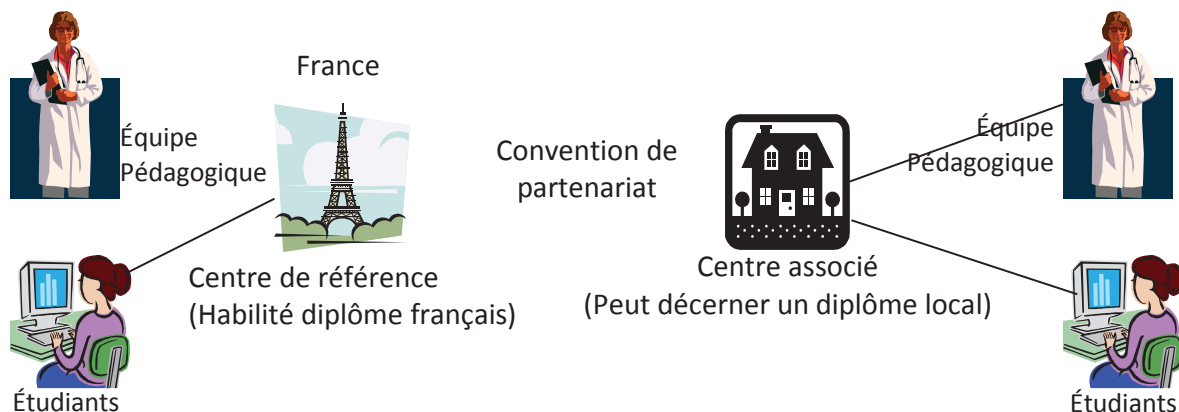 France
Équipe
Pédagogique
Convention de
partenariat
Équipe
Pédagogique
Centre de référence
(Habilité diplôme français)
Centre associé
(Peut décerner un diplôme local)
Étudiants
Étudiants